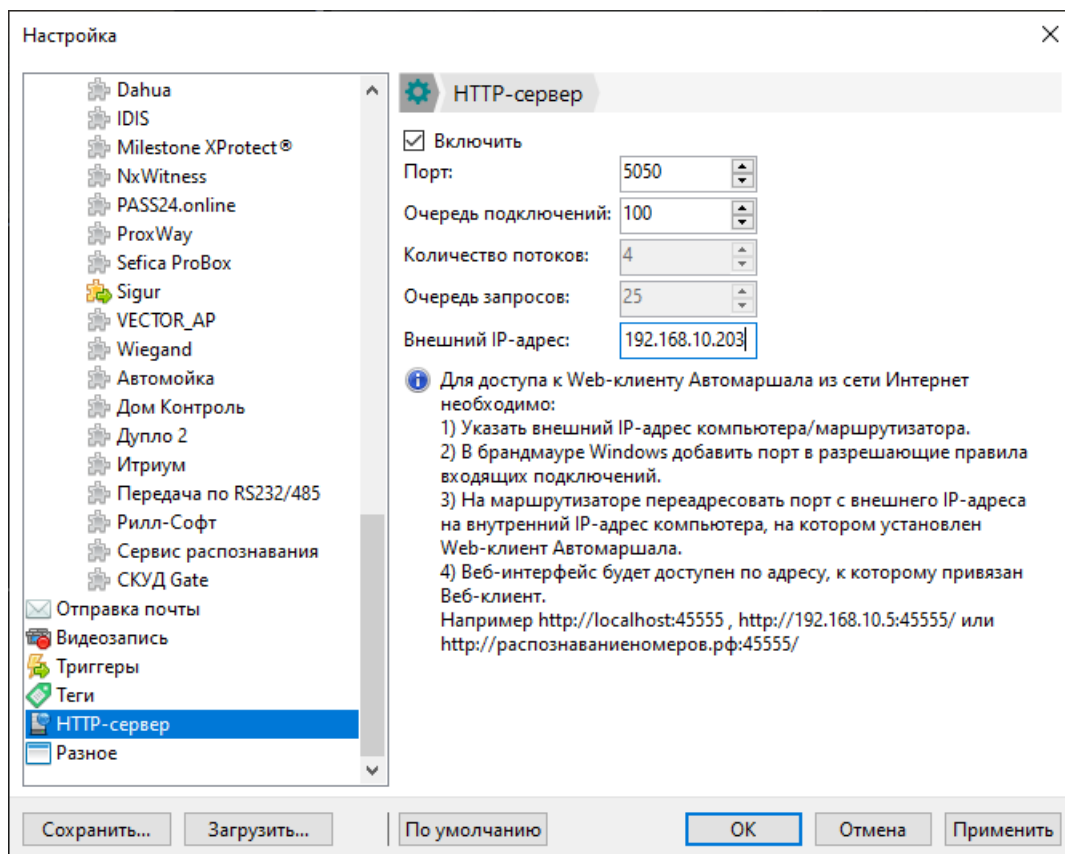 Настройка
Dahua
IDIS
Milestone XProtect®
NxWitness
PASS24.online
ProxWay
Sefica ProBox
Sigur
VECTOR_AP
Wiegand
Автомойка
Дом Контроль
Дупло 2
Итриум
Передача по RS232/485
Рилл-Софт
Сервис распознавания
СКУД Gate
Отправка почты
Видеозапись
Триггеры
Теги
HTTP-сервер
Разное
HTTP-сервер
Включить
Порт: 5050
Очередь подключений: 100
Количество потоков: 4
Очередь запросов: 25
Внешний IP-адрес: 192.168.10.203
Для доступа к Web-клиенту Автомаршала из сети Интернет
необходимо:
1) Указать внешний IP-адрес компьютера/маршрутизатора.
2) В брандмауре Windows добавить порт в разрешающие правила
входящих подключений.
3) На маршрутизаторе переадресовать порт с внешнего IP-адреса
на внутренний IP-адрес компьютера, на котором установлен
Web-клиент Автомаршала.
4) Веб-интерфейс будет доступен по адресу, к которому привязан
Веб-клиент.
Например http://localhost:45555 , http://192.168.10.5:45555/ или
http://распознаваниеномеров.рф:45555/
Сохранить... Загрузить... По умолчанию OK Отмена Применить